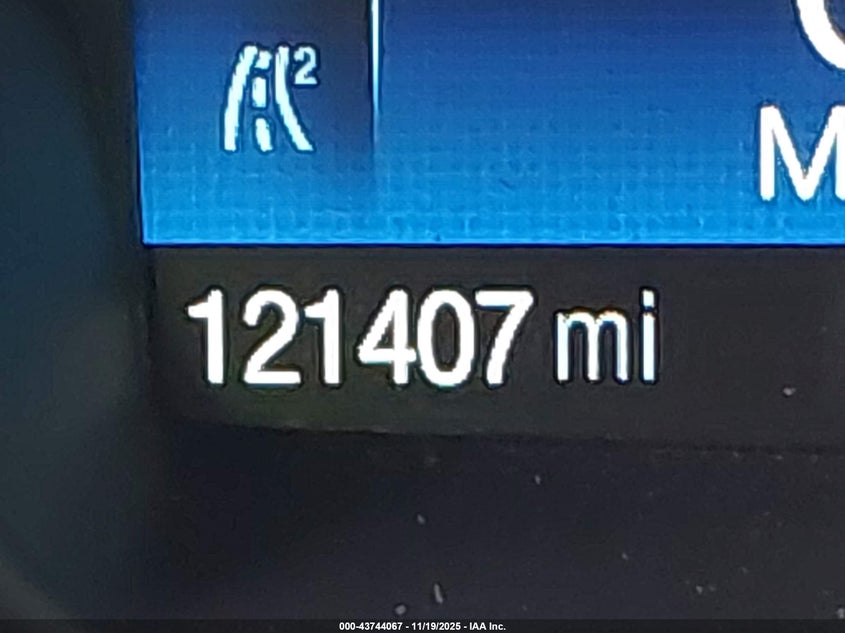 2
M
121407 mi
000-43744067 - 11/19/2025 - IAA Inc.